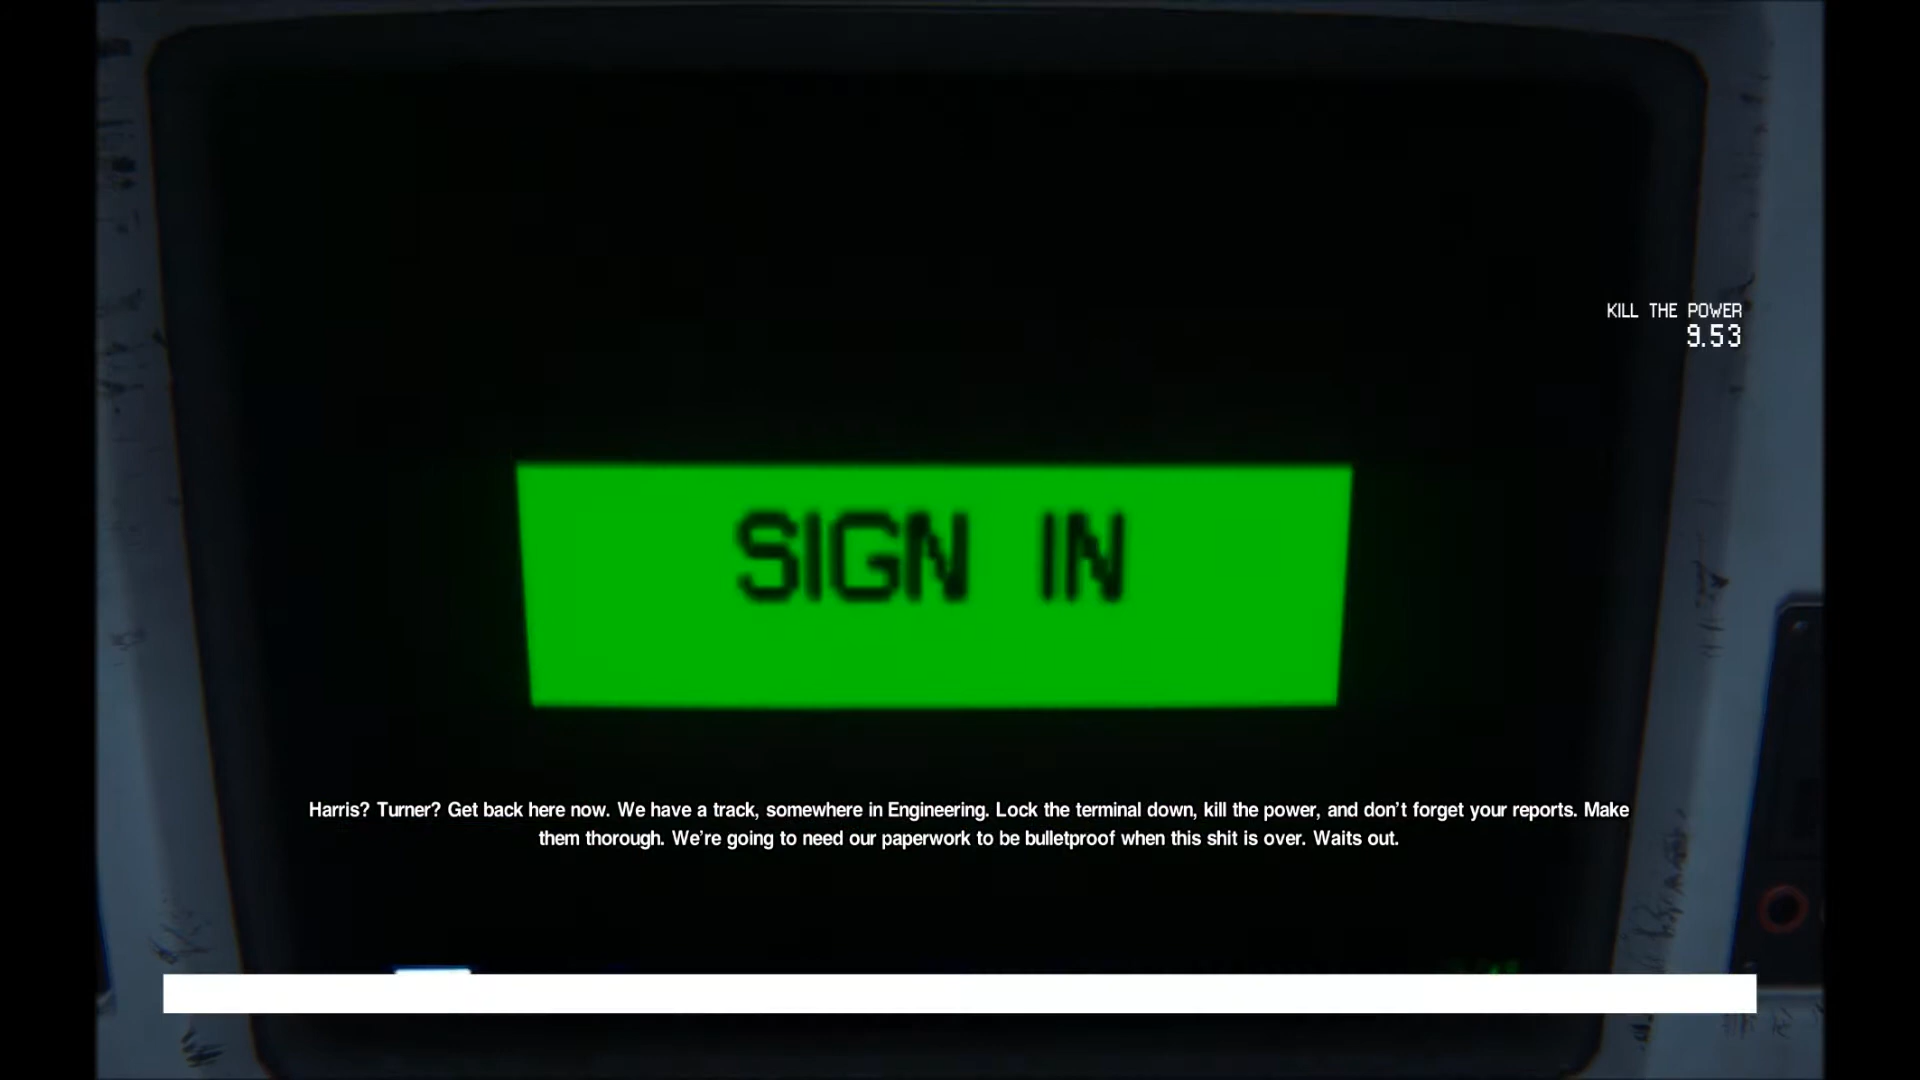 KILL THE POWER
9.53
SIGN IN
Harris? Turner? Get back here now. We have a track, somewhere in Engineering. Lock the terminal down, kill the power, and don't forget your reports. Make
them thorough. We're going to need our paperwork to be bulletproof when this shit is over. Waits out.